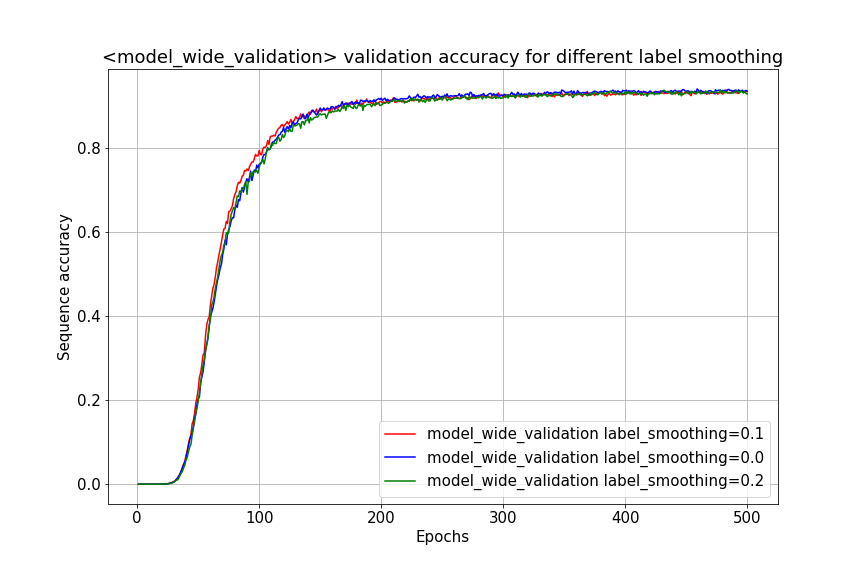 <model_wide_validation> validation accuracy for different label smoothing
Sequence accuracy
0.8
0.6
0.4
0.2
0.0
model_wide_validation label_smoothing=0.1
model_wide_validation label_smoothing=0.0
model_wide_validation label_smoothing=0.2
0 100 200 300 400 500
Epochs